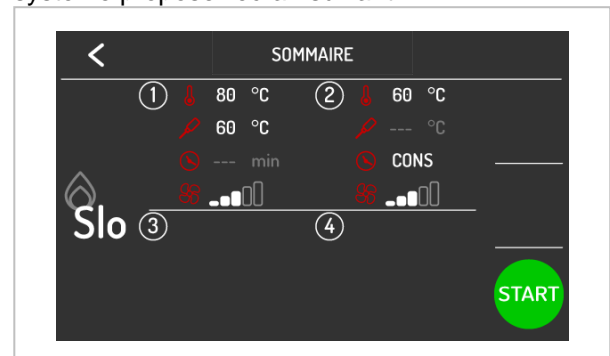 SOMMAIRE
① 80 °C ② 60 °C
60 °C --- °C
--- min CONS
Slo ③ ④
START